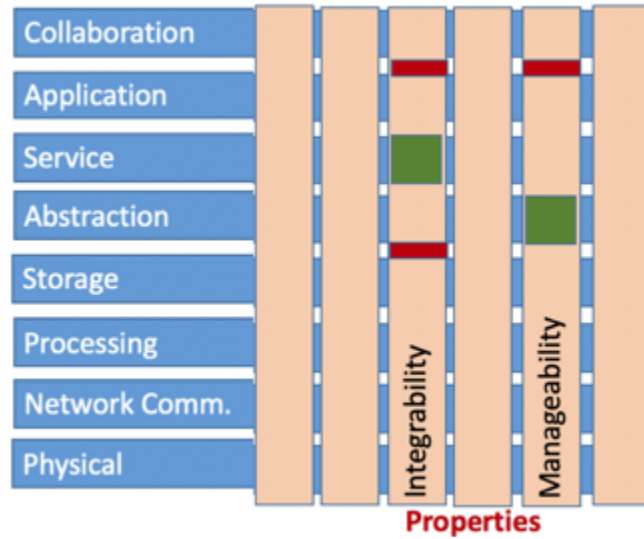 Collaboration
Application
Service
Abstraction
Storage
Processing
Network Comm.
Physical
Integrability
Manageability
Properties